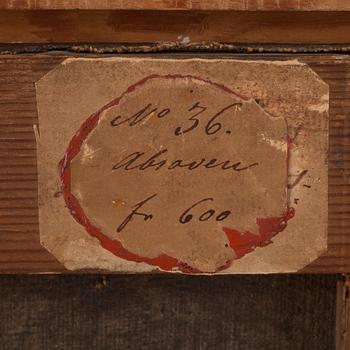 No 36.
Absoven
fr 600